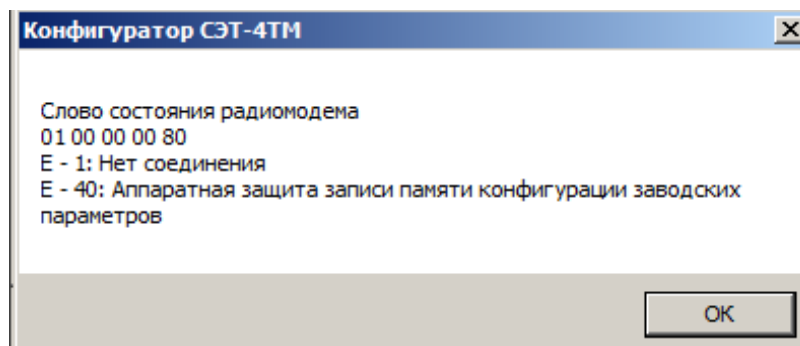 Конфигуратор СЭТ-4ТМ
Слово состояния радиомодема
01 00 00 00 80
E - 1: Нет соединения
E - 40: Аппаратная защита записи памяти конфигурации заводских
параметров
OK